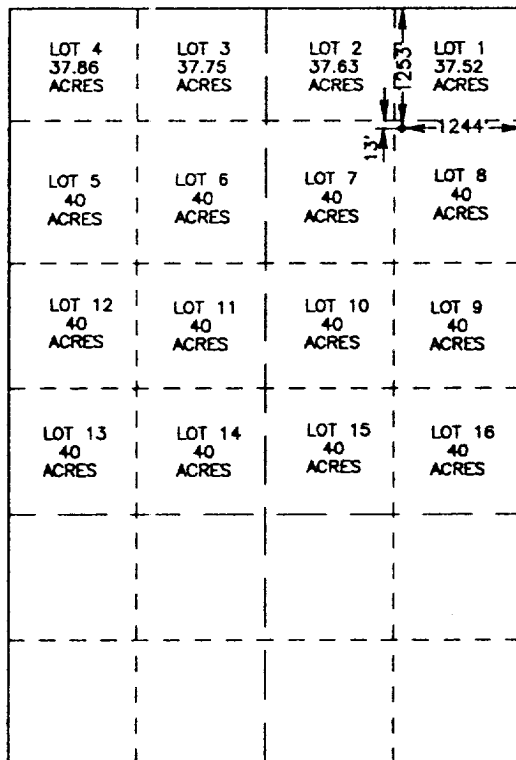 LOT 4
37.86
ACRES
LOT 3
37.75
ACRES
LOT 2
37.63
ACRES
1253'
LOT 1
37.52
ACRES
13'
1244'
LOT 5
40
ACRES
LOT 6
40
ACRES
LOT 7
40
ACRES
LOT 8
40
ACRES
LOT 12
40
ACRES
LOT 11
40
ACRES
LOT 10
40
ACRES
LOT 9
40
ACRES
LOT 13
40
ACRES
LOT 14
40
ACRES
LOT 15
40
ACRES
LOT 16
40
ACRES